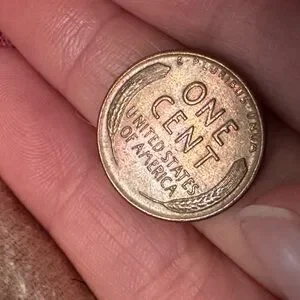 E·PLURIBUS·UNUM
ONE
CENT
UNITED STATES
OF AMERICA